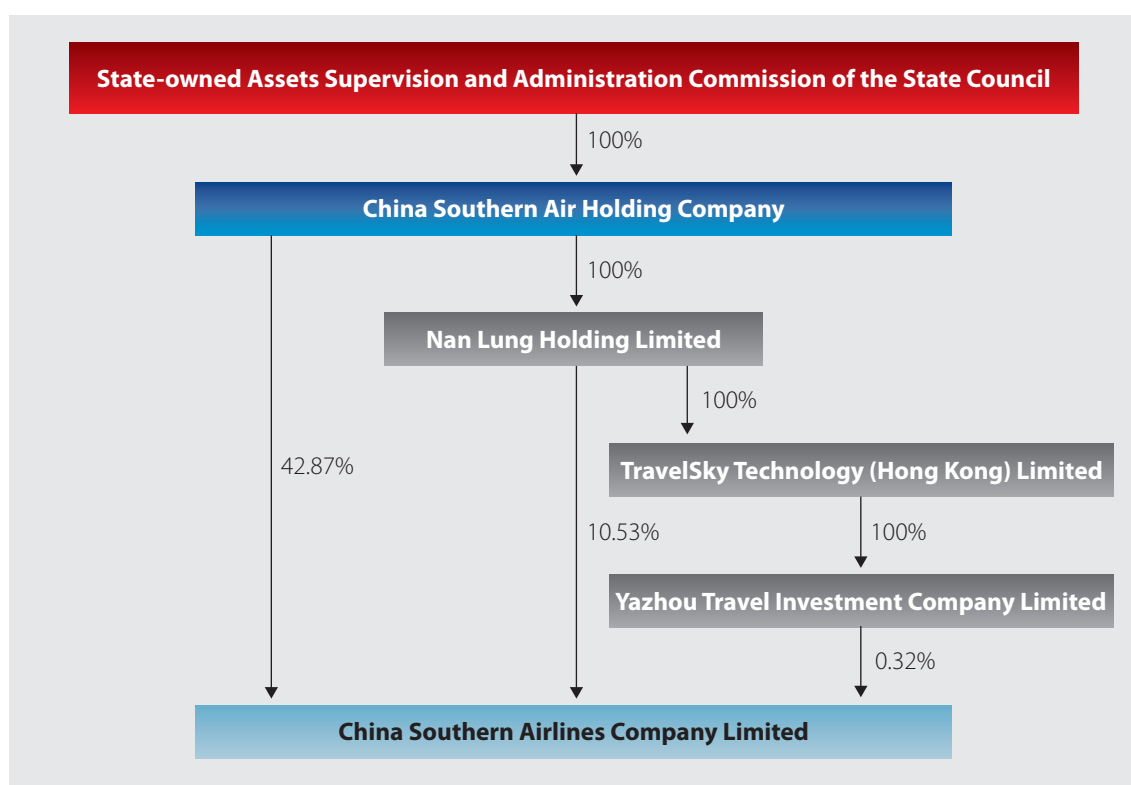 State-owned Assets Supervision and Administration Commission of the State Council
100%
China Southern Air Holding Company
100%
Nan Lung Holding Limited
100%
42.87%
TravelSky Technology (Hong Kong) Limited
10.53%
100%
Yazhou Travel Investment Company Limited
0.32%
China Southern Airlines Company Limited